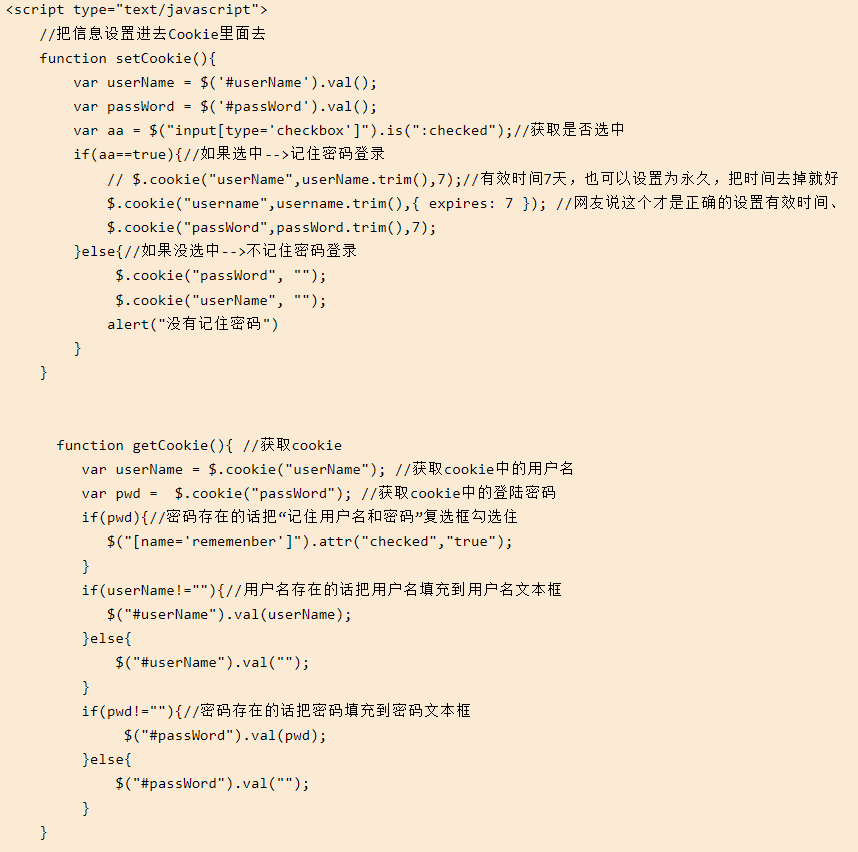 <script type="text/javascript">
//把信息设置进去Cookie里面去
function setCookie(){
var userName = $('#userName').val();
var passWord = $('#passWord').val();
var aa = $("input[type='checkbox']").is(":checked");//获取是否选中
if(aa==true){//如果选中-->记住密码登录
// $.cookie("userName",userName.trim(),7);//有效时间7天，也可以设置为永久，把时间去掉就好
$.cookie("username",username.trim(),{ expires: 7 }); //网友说这个才是正确的设置有效时间、
$.cookie("passWord",passWord.trim(),7);
}else{//如果没选中-->不记住密码登录
$.cookie("passWord", "");
$.cookie("userName", "");
alert("没有记住密码")
}
}
function getCookie(){ //获取cookie
var userName = $.cookie("userName"); //获取cookie中的用户名
var pwd =  $.cookie("passWord"); //获取cookie中的登陆密码
if(pwd){//密码存在的话把“记住用户名和密码”复选框勾选住
$("[name='rememenber']").attr("checked","true");
}
if(userName!=""){//用户名存在的话把用户名填充到用户名文本框
$("#userName").val(userName);
}else{
$("#userName").val("");
}
if(pwd!=""){//密码存在的话把密码填充到密码文本框
$("#passWord").val(pwd);
}else{
$("#passWord").val("");
}
}